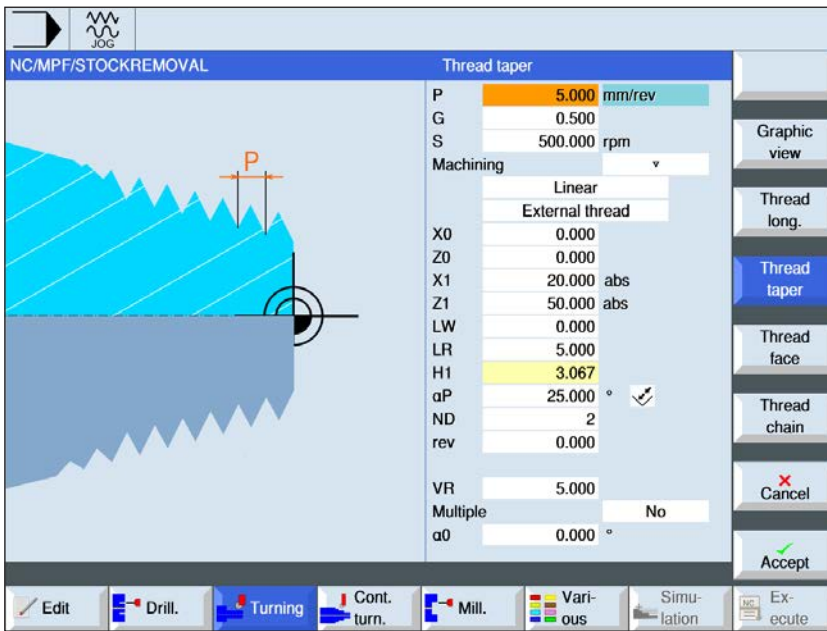 JOG
NC/MPF/STOCKREMOVAL
Thread taper
P 5.000 mm/rev
G 0.500
S 500.000 rpm
Machining ▿
Linear
External thread
X0 0.000
Z0 0.000
X1 20.000 abs
Z1 50.000 abs
LW 0.000
LR 5.000
H1 3.067
αP 25.000 °
ND 2
rev 0.000
VR 5.000
Multiple No
α0 0.000 °
P
Graphic
view
Thread
long.
Thread
taper
Thread
face
Thread
chain
Cancel
Accept
Edit
Drill.
Turning
Cont.
turn.
Mill.
Vari-
ous
Simu-
lation
NC
Ex-
ecute